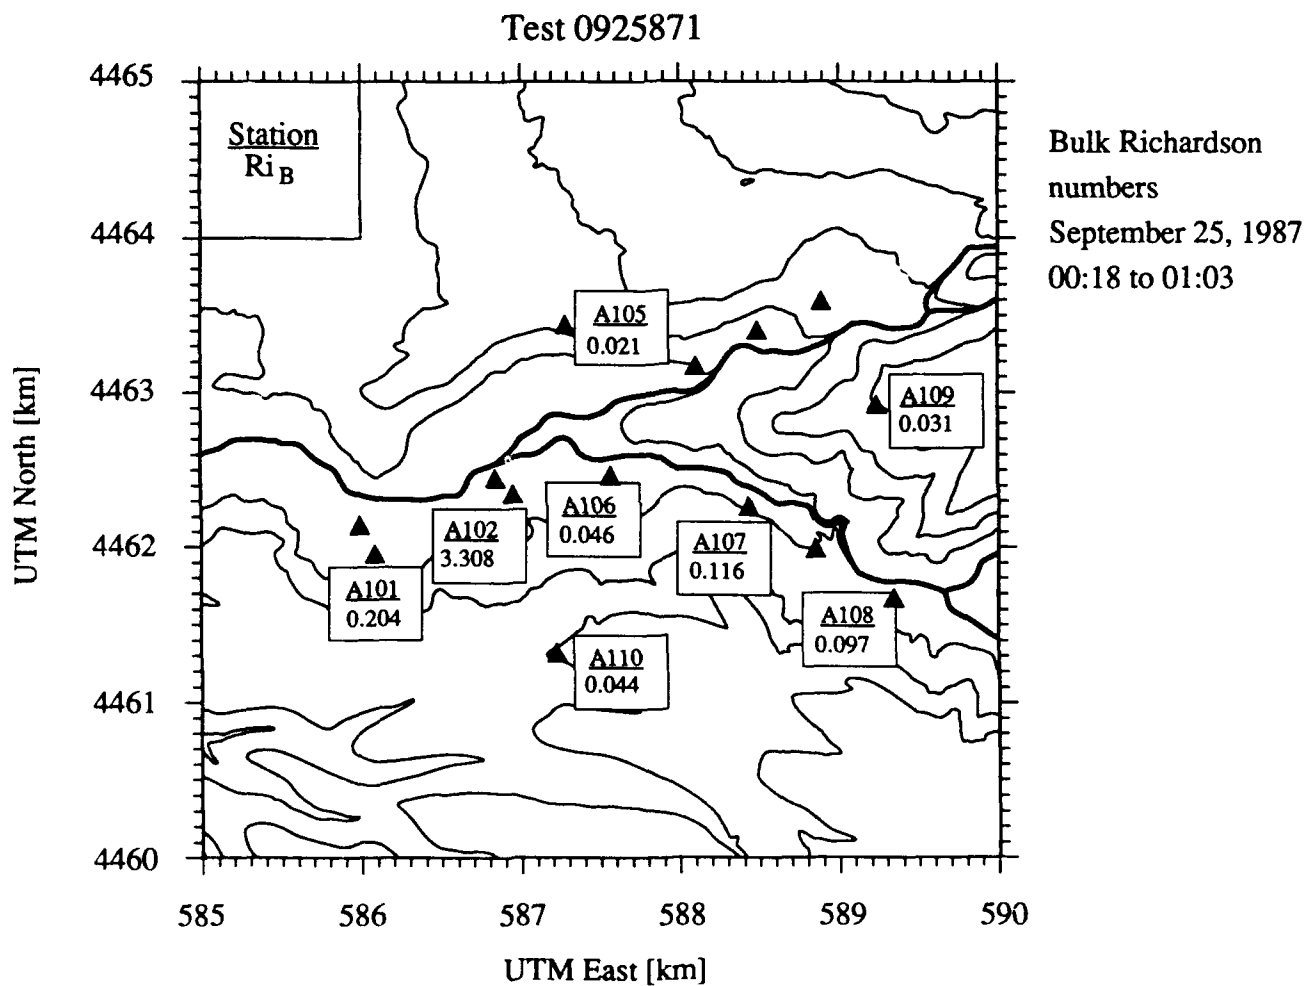 Test 0925871
4465
Station
Ri B
Bulk Richardson
numbers
September 25, 1987
00:18 to 01:03
4464
A105
0.021
4463
A109
0.031
UTM North [km]
A106
0.046
A102
3.308
4462
A107
0.116
A101
0.204
A108
0.097
A110
0.044
4461
4460
585
586
587
588
589
590
UTM East [km]